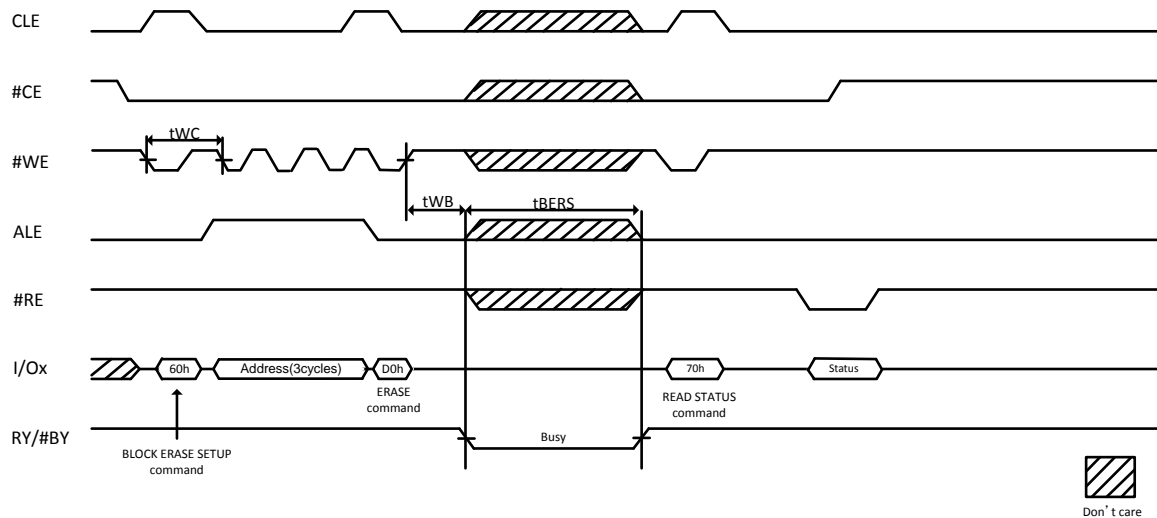 CLE
#CE
tWC
#WE
tWB
tBERS
ALE
#RE
I/Ox
60h
Address(3cycles)
D0h
70h
Status
ERASE
command
READ STATUS
command
RY/#BY
Busy
BLOCK ERASE SETUP
command
Don't care